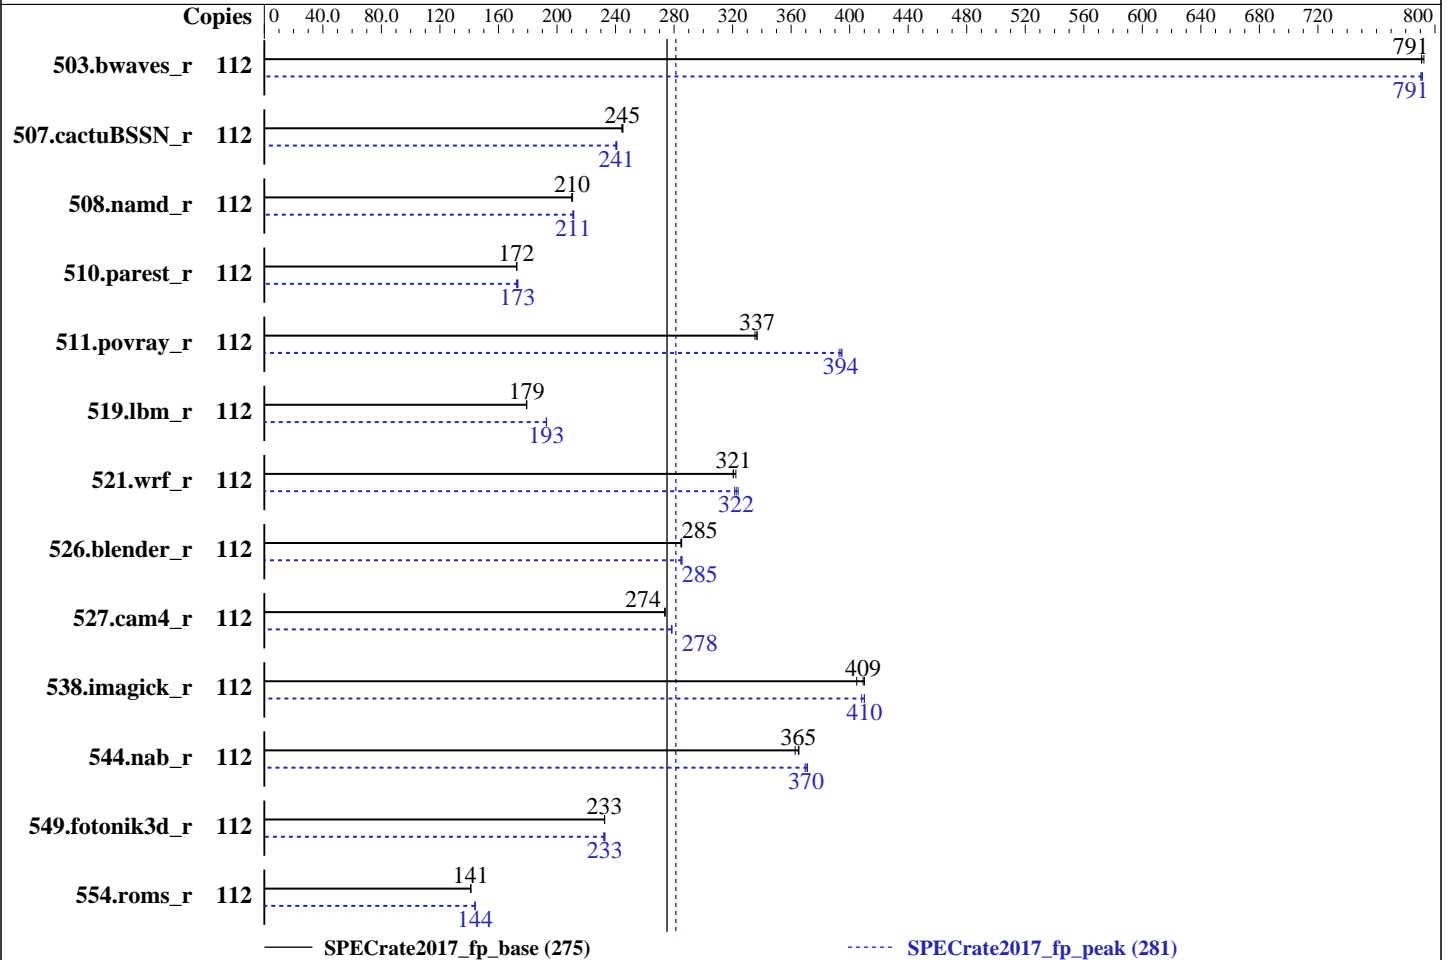 Copies 0 40.0 80.0 120 160 200 240 280 320 360 400 440 480 520 560 600 640 680 720 800
503.bwaves_r 112 791
791
507.cactuBSSN_r 112 245
241
508.namd_r 112 210
211
510.parest_r 112 172
173
511.povray_r 112 337
394
519.lbm_r 112 179
193
521.wrf_r 112 321
322
526.blender_r 112 285
285
527.cam4_r 112 274
278
538.imagick_r 112 409
410
544.nab_r 112 365
370
549.fotonik3d_r 112 233
233
554.roms_r 112 141
144
SPECrate2017_fp_base (275) SPECrate2017_fp_peak (281)